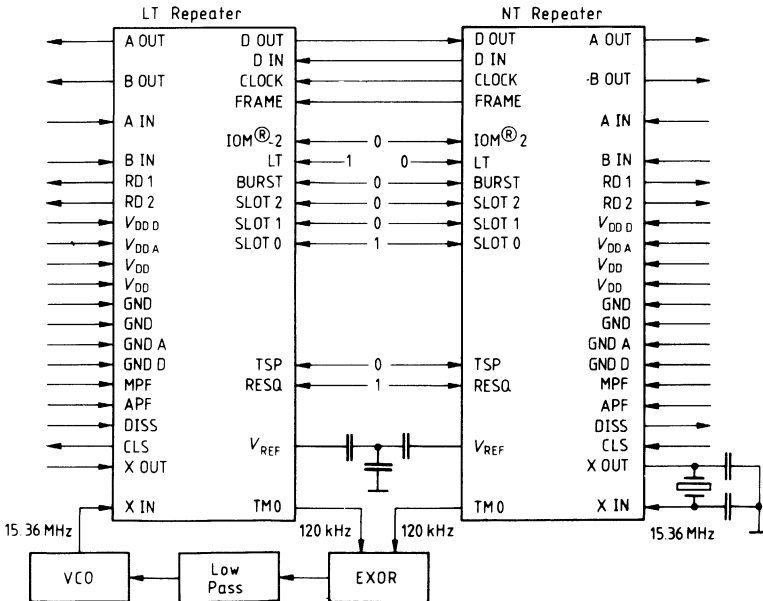 LT Repeater NT Repeater
A OUT D OUT D OUT A OUT
D IN D IN
B OUT CLOCK CLOCK -B OUT
FRAME FRAME
A IN A IN
IOM®-2 0 IOM®2
B IN LT 1 0 LT B IN
RD 1 BURST 0 BURST RD 1
RD 2 SLOT 2 0 SLOT 2 RD 2
VDD D SLOT 1 0 SLOT 1 VDD D
VDD A SLOT 0 1 SLOT 0 VDD A
VDD VDD
VDD VDD
GND GND
GND GND
GND A GND A
GND D TSP 0 TSP GND D
MPF RESQ 1 RESQ MPF
APF APF
DISS DISS
CLS VREF VREF CLS
X OUT X OUT
X IN TM0 TM0 X IN
15.36 MHz 120 kHz 120 kHz 15.36 MHz
VCO Low Pass EXOR